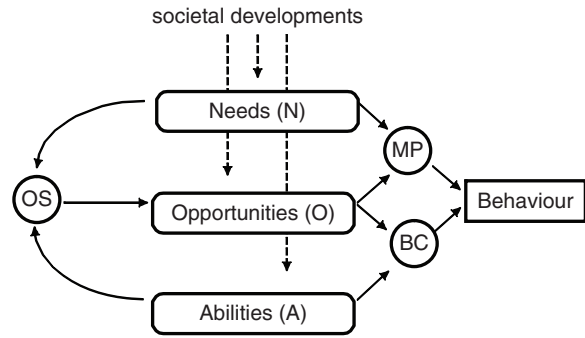 societal developments
Needs (N)
MP
OS
Opportunities (O)
Behaviour
BC
Abilities (A)